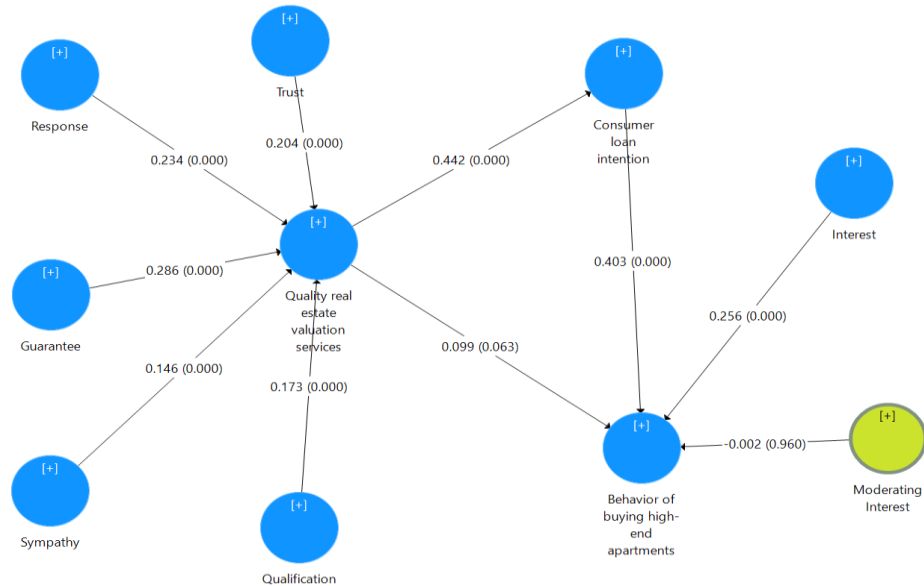 [+]
Trust
[+]
Response
[+]
Consumer
loan
intention
0.204 (0.000)
0.234 (0.000)
0.442 (0.000)
[+]
Interest
[+]
Quality real
estate
valuation
services
[+]
Guarantee
0.286 (0.000)
0.403 (0.000)
0.256 (0.000)
0.146 (0.000)
0.173 (0.000)
0.099 (0.063)
[+]
Behavior of
buying high-
end
apartments
-0.002 (0.960)
[+]
Moderating
Interest
[+]
Sympathy
[+]
Qualification